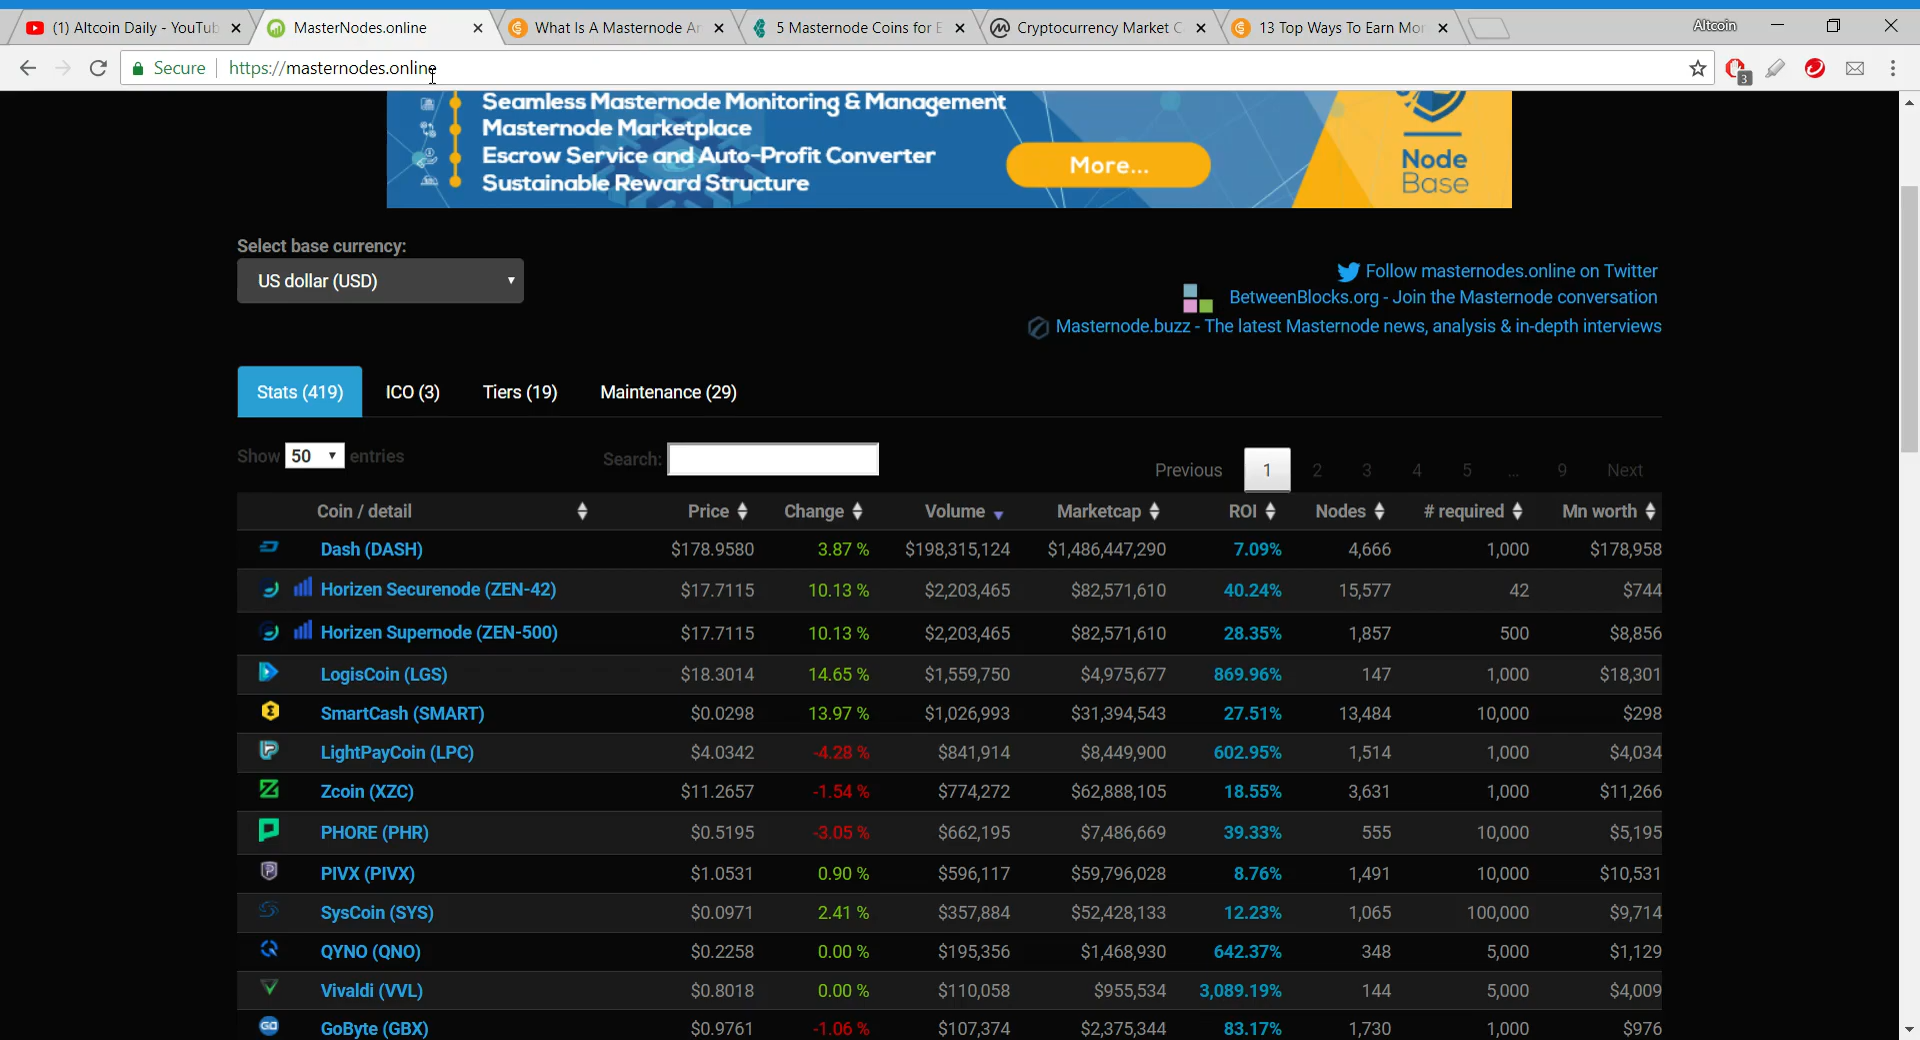 (1) Altcoin Daily - YouTub
MasterNodes.online
What Is A Masternode An
5 Masternode Coins for E
Cryptocurrency Market C
13 Top Ways To Earn Mor
Altcoin
Secure
https://masternodes.online
3
Seamless Masternode Monitoring & Management
Masternode Marketplace
Escrow Service and Auto-Profit Converter
Sustainable Reward Structure
More...
Node
Base
Select base currency:
US dollar (USD)
Follow masternodes.online on Twitter
BetweenBlocks.org - Join the Masternode conversation
Masternode.buzz - The latest Masternode news, analysis & in-depth interviews
Stats (419) ICO (3) Tiers (19) Maintenance (29)
Show 50 entries Search: Previous 1 2 3 4 5 ... 9 Next
Coin / detail Price Change Volume Marketcap ROI Nodes # required Mn worth
Dash (DASH) $178.9580 3.87 % $198,315,124 $1,486,447,290 7.09% 4,666 1,000 $178,958
Horizen Securenode (ZEN-42) $17.7115 10.13 % $2,203,465 $82,571,610 40.24% 15,577 42 $744
Horizen Supernode (ZEN-500) $17.7115 10.13 % $2,203,465 $82,571,610 28.35% 1,857 500 $8,856
LogisCoin (LGS) $18.3014 14.65 % $1,559,750 $4,975,677 869.96% 147 1,000 $18,301
SmartCash (SMART) $0.0298 13.97 % $1,026,993 $31,394,543 27.51% 13,484 10,000 $298
LightPayCoin (LPC) $4.0342 -4.28 % $841,914 $8,449,900 602.95% 1,514 1,000 $4,034
Zcoin (XZC) $11.2657 -1.54 % $774,272 $62,888,105 18.55% 3,631 1,000 $11,266
PHORE (PHR) $0.5195 -3.05 % $662,195 $7,486,669 39.33% 555 10,000 $5,195
PIVX (PIVX) $1.0531 0.90 % $596,117 $59,796,028 8.76% 1,491 10,000 $10,531
SysCoin (SYS) $0.0971 2.41 % $357,884 $52,428,133 12.23% 1,065 100,000 $9,714
QYNO (QNO) $0.2258 0.00 % $195,356 $1,468,930 642.37% 348 5,000 $1,129
Vivaldi (VVL) $0.8018 0.00 % $110,058 $955,534 3,089.19% 144 5,000 $4,009
GoByte (GBX) $0.9761 -1.06 % $107,374 $2,375,344 83.17% 1,730 1,000 $976